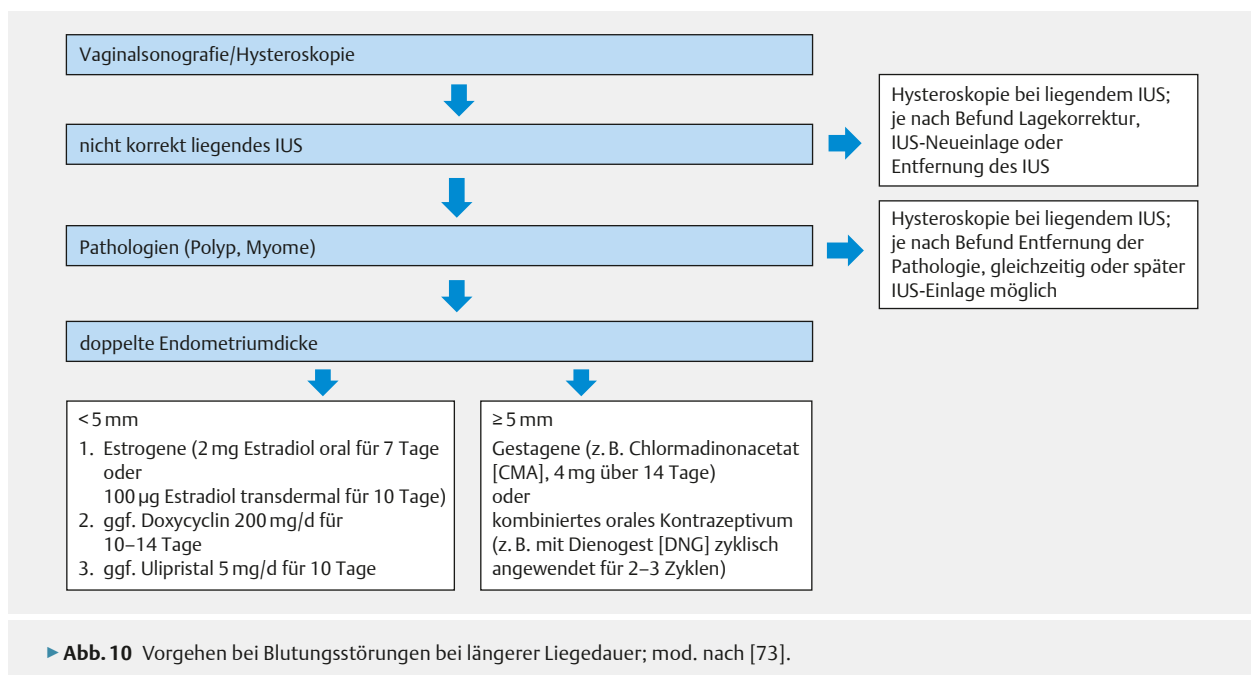 Vaginalsonografie/Hysteroskopie
nicht korrekt liegendes IUS
Hysteroskopie bei liegendem IUS;
je nach Befund Lagekorrektur,
IUS-Neueinlage oder
Entfernung des IUS
Pathologien (Polyp, Myome)
Hysteroskopie bei liegendem IUS;
je nach Befund Entfernung der
Pathologie, gleichzeitig oder später
IUS-Einlage möglich
doppelte Endometriumdicke
< 5 mm
1. Estrogene (2 mg Estradiol oral für 7 Tage
oder
100 µg Estradiol transdermal für 10 Tage)
2. ggf. Doxycyclin 200 mg/d für
10–14 Tage
3. ggf. Ulipristal 5 mg/d für 10 Tage
≥ 5 mm
Gestagene (z. B. Chlormadinonacetat
[CMA], 4 mg über 14 Tage)
oder
kombiniertes orales Kontrazeptivum
(z. B. mit Dienogest [DNG] zyklisch
angewendet für 2–3 Zyklen)
▶ Abb. 10 Vorgehen bei Blutungsstörungen bei längerer Liegedauer; mod. nach [73].